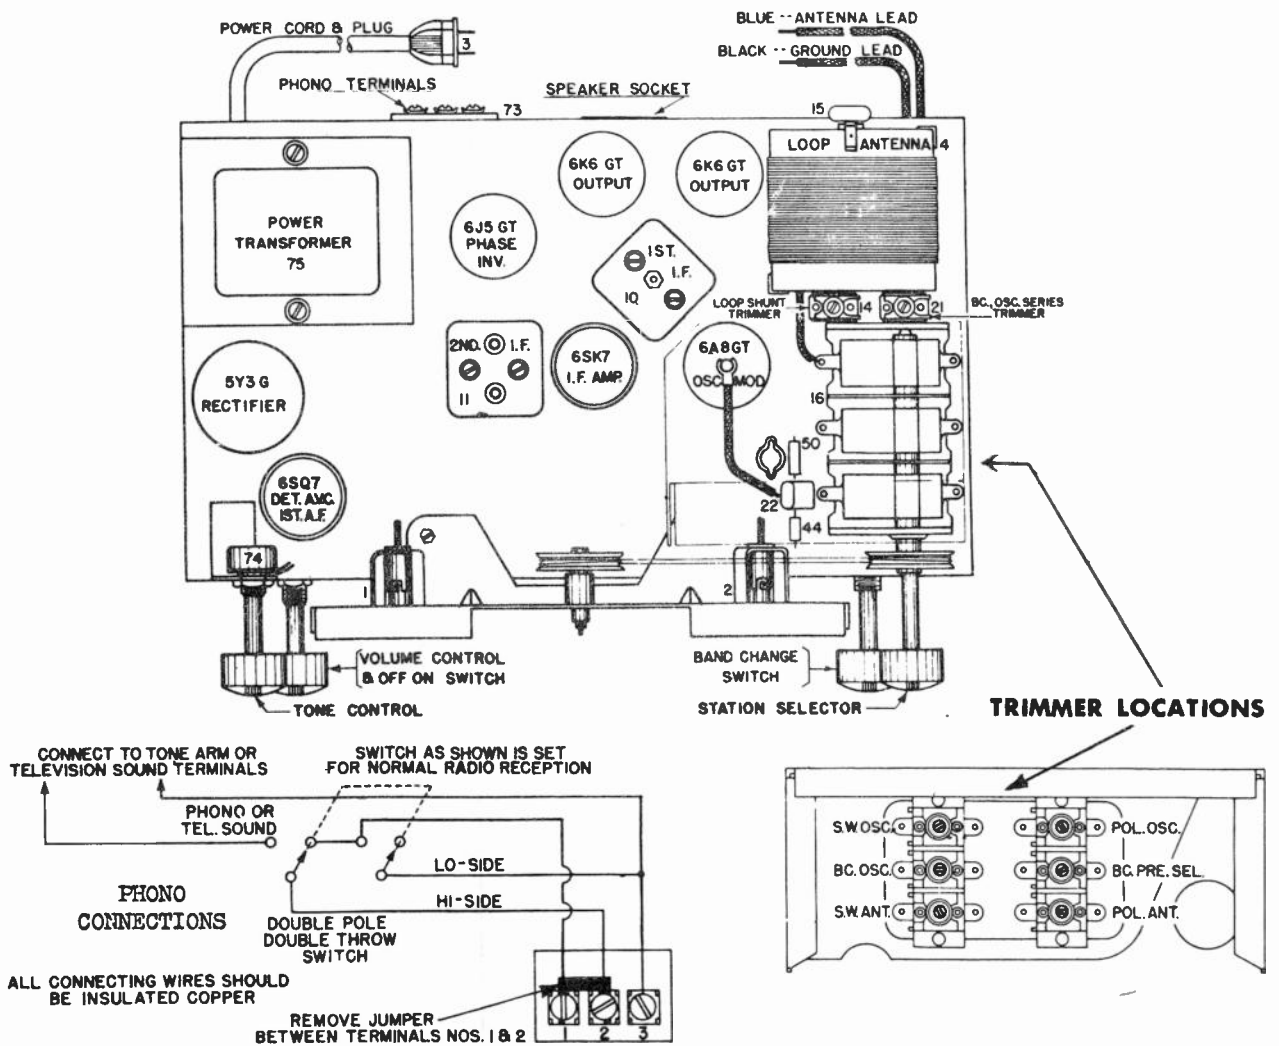 POWER CORD & PLUG
3
BLUE -- ANTENNA LEAD
BLACK -- GROUND LEAD
PHONO TERMINALS
73
SPEAKER SOCKET
15
LOOP ANTENNA 4
6K6 GT
OUTPUT
6K6 GT
OUTPUT
POWER
TRANSFORMER
75
6J5 GT
PHASE
INV.
1ST.
I.F.
10
LOOP SHUNT
TRIMMER
14
21
BC., OSC. SERIES
TRIMMER
2ND. I.F.
11
6SK7
I.F. AMP.
6A8GT
OSC. MOD.
5Y3 G
RECTIFIER
16
50
22
44
6SQ7
DET. AVC.
1ST. A.F.
74
1
2
VOLUME CONTROL
& OFF ON SWITCH
TONE CONTROL
BAND CHANGE
SWITCH
STATION SELECTOR
TRIMMER LOCATIONS
CONNECT TO TONE ARM OR
TELEVISION SOUND TERMINALS
SWITCH AS SHOWN IS SET
FOR NORMAL RADIO RECEPTION
PHONO OR
TEL. SOUND
LO-SIDE
HI-SIDE
PHONO
CONNECTIONS
DOUBLE POLE
DOUBLE THROW
SWITCH
ALL CONNECTING WIRES SHOULD
BE INSULATED COPPER
REMOVE JUMPER
BETWEEN TERMINALS NOS. 1 & 2
1 2 3
S.W. OSC.
POL. OSC.
BC. OSC.
BC. PRE. SEL.
S.W. ANT.
POL. ANT.